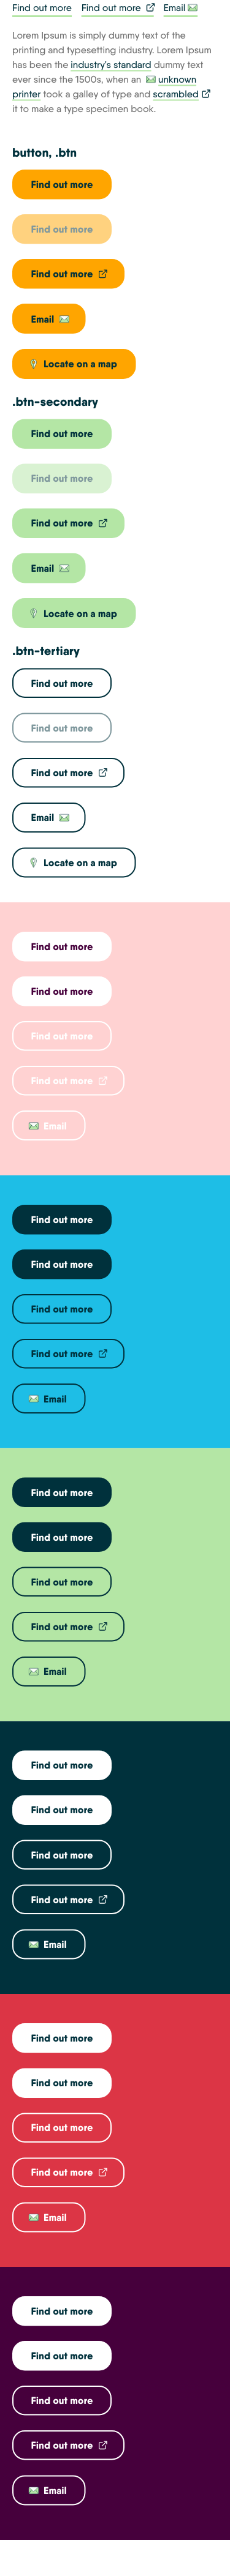 Find out more Find out more Email
Lorem Ipsum is simply dummy text of the
printing and typesetting industry. Lorem Ipsum
has been the industry's standard dummy text
ever since the 1500s, when an unknown
printer took a galley of type and scrambled
it to make a type specimen book.
button, .btn
Find out more
Find out more
Find out more
Email
Locate on a map
.btn-secondary
Find out more
Find out more
Find out more
Email
Locate on a map
.btn-tertiary
Find out more
Find out more
Find out more
Email
Locate on a map
Find out more
Find out more
Find out more
Find out more
Email
Find out more
Find out more
Find out more
Find out more
Email
Find out more
Find out more
Find out more
Find out more
Email
Find out more
Find out more
Find out more
Find out more
Email
Find out more
Find out more
Find out more
Find out more
Email
Find out more
Find out more
Find out more
Find out more
Email